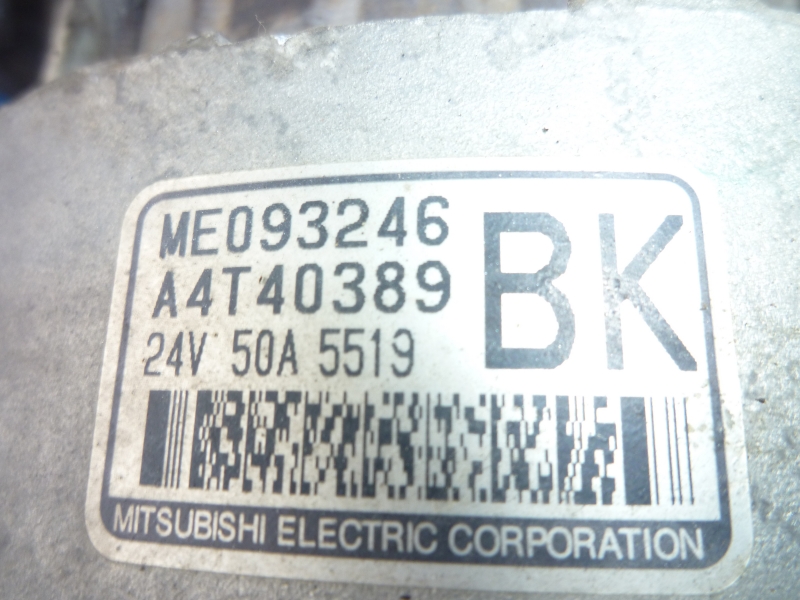 ME093246
A4T40389
24V 50A 5519
BK
MITSUBISHI ELECTRIC CORPORATION